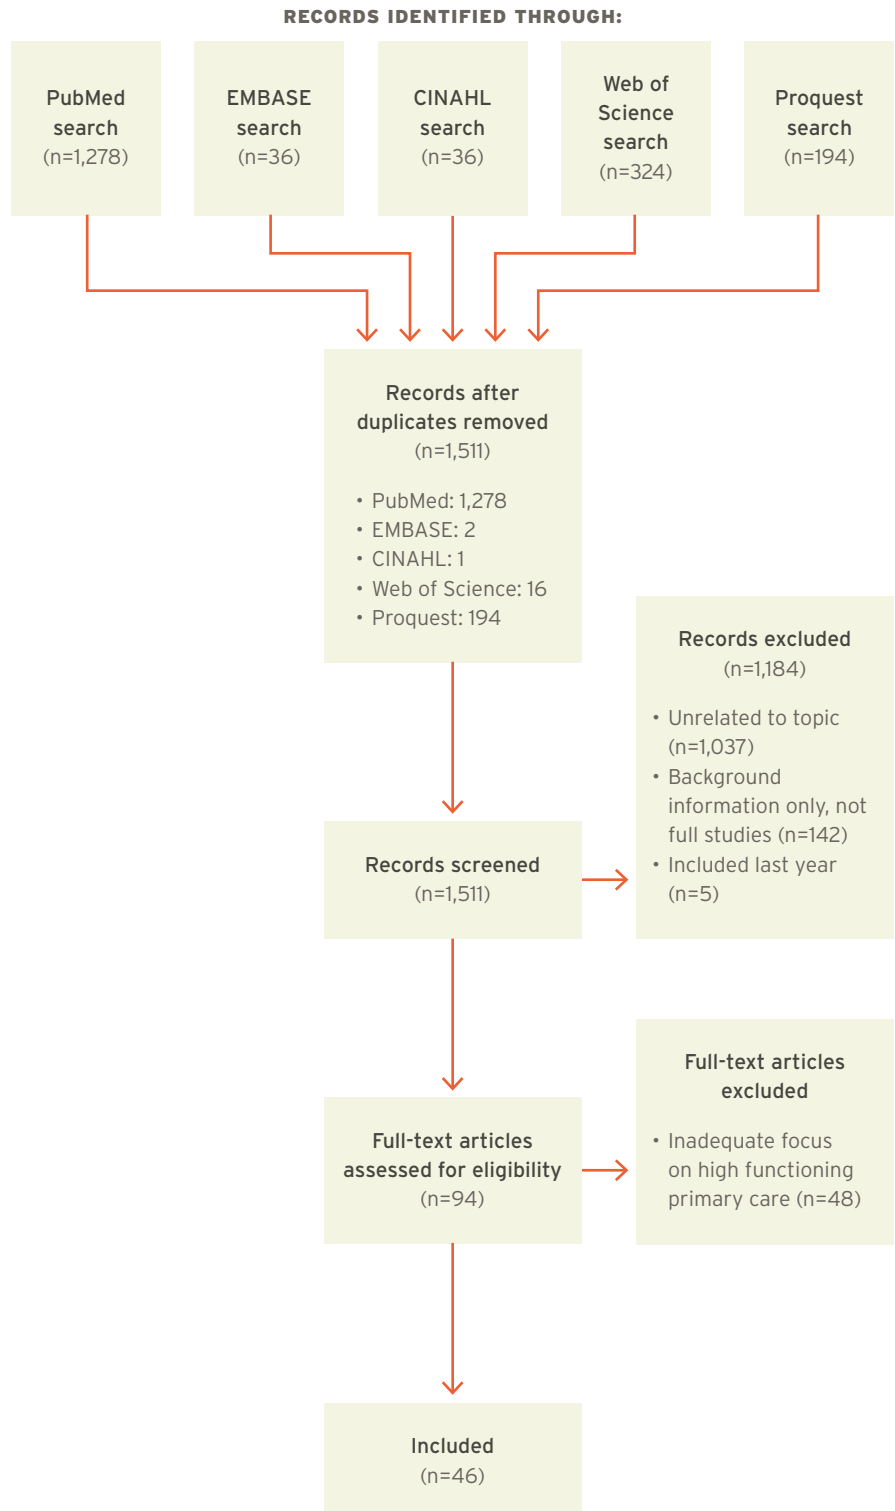 RECORDS IDENTIFIED THROUGH:
PubMed
search
(n=1,278)
EMBASE
search
(n=36)
CINAHL
search
(n=36)
Web of
Science
search
(n=324)
Proquest
search
(n=194)
Records after
duplicates removed
(n=1,511)
• PubMed: 1,278
• EMBASE: 2
• CINAHL: 1
• Web of Science: 16
• Proquest: 194
Records excluded
(n=1,184)
• Unrelated to topic
(n=1,037)
• Background
information only, not
full studies (n=142)
• Included last year
(n=5)
Records screened
(n=1,511)
Full-text articles
excluded
• Inadequate focus
on high functioning
primary care (n=48)
Full-text articles
assessed for eligibility
(n=94)
Included
(n=46)